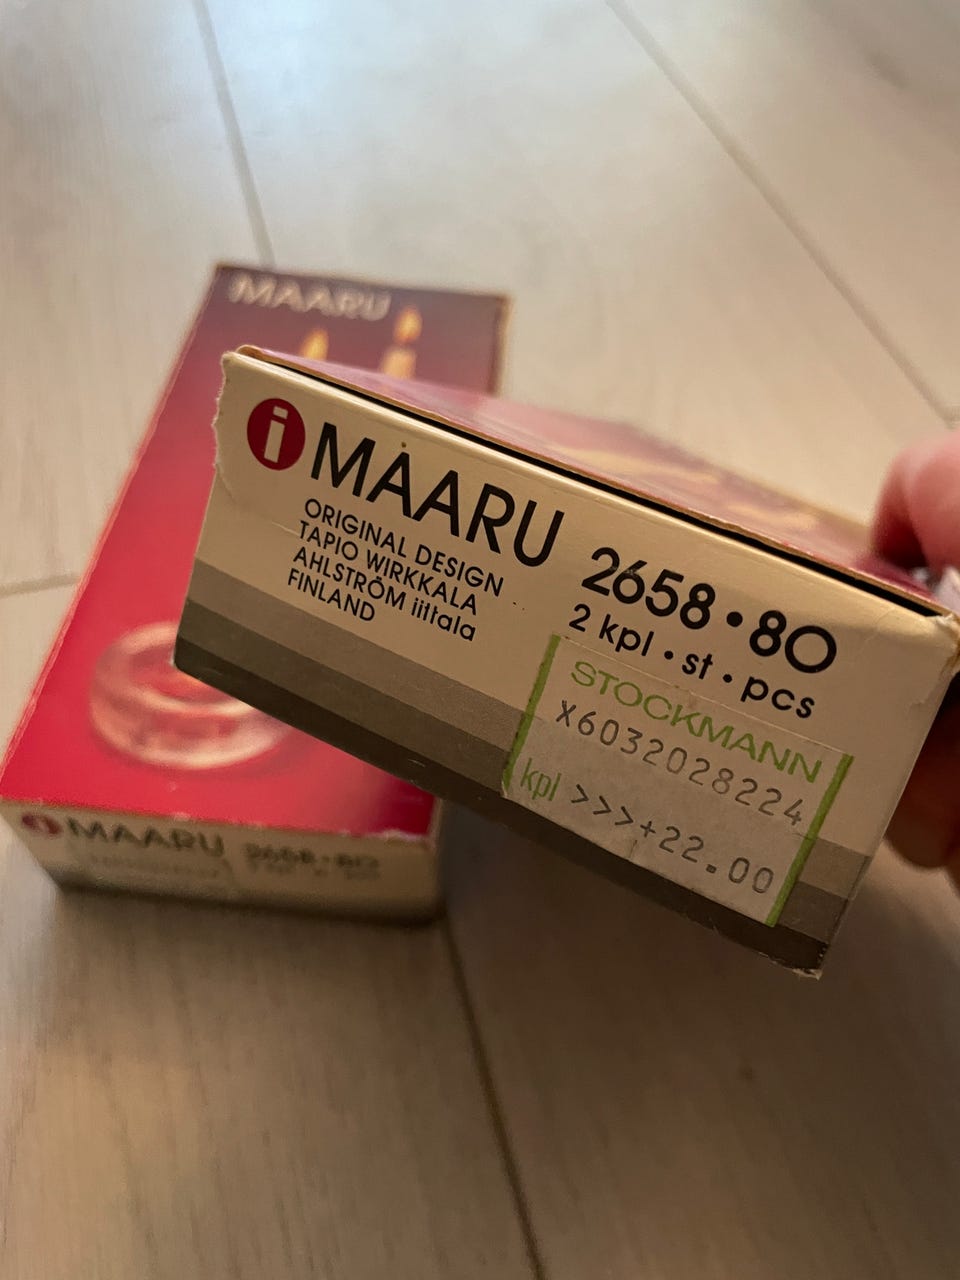 MAARU
i MAARU 2658•80
ORIGINAL DESIGN
TAPIO WIRKKALA
AHLSTRÖM iittala
FINLAND
2 kpl • st • pcs
STOCKMANN
X6032028224
kpl >>>+22.00
i MAARU 2658•80